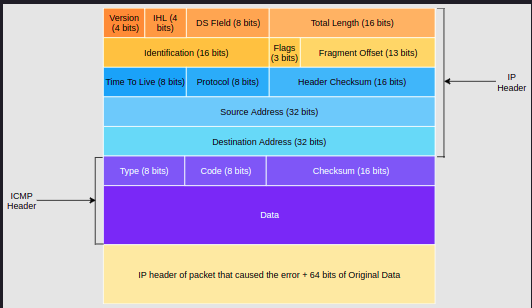 Version
(4 bits)
IHL (4
bits)
DS FIeld (8 bits)
Total Length (16 bits)
Identification (16 bits)
Flags
(3 bits)
Fragment Offset (13 bits)
Time To Live (8 bits)
Protocol (8 bits)
Header Checksum (16 bits)
IP
Header
Source Address (32 bits)
Destination Address (32 bits)
Type (8 bits)
Code (8 bits)
Checksum (16 bits)
ICMP
Header
Data
IP header of packet that caused the error + 64 bits of Original Data